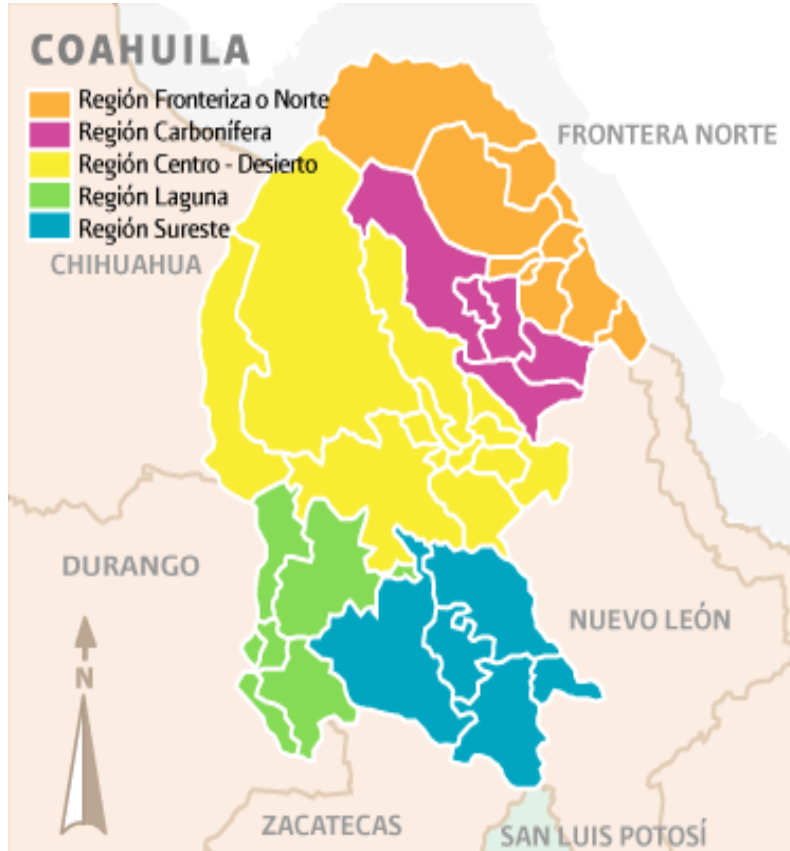 COAHUILA
Región Fronteriza o Norte
Región Carbonífera
Región Centro - Desierto
Región Laguna
Región Sureste
FRONTERA NORTE
CHIHUAHUA
DURANGO
NUEVO LEÓN
N
ZACATECAS
SAN LUIS POTOSÍ